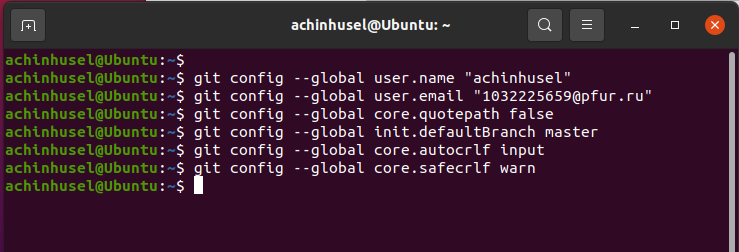 achinhusel@Ubuntu: ~
achinhusel@Ubuntu:~$
achinhusel@Ubuntu:~$ git config --global user.name "achinhusel"
achinhusel@Ubuntu:~$ git config --global user.email "1032225659@pfur.ru"
achinhusel@Ubuntu:~$ git config --global core.quotepath false
achinhusel@Ubuntu:~$ git config --global init.defaultBranch master
achinhusel@Ubuntu:~$ git config --global core.autocrlf input
achinhusel@Ubuntu:~$ git config --global core.safecrlf warn
achinhusel@Ubuntu:~$